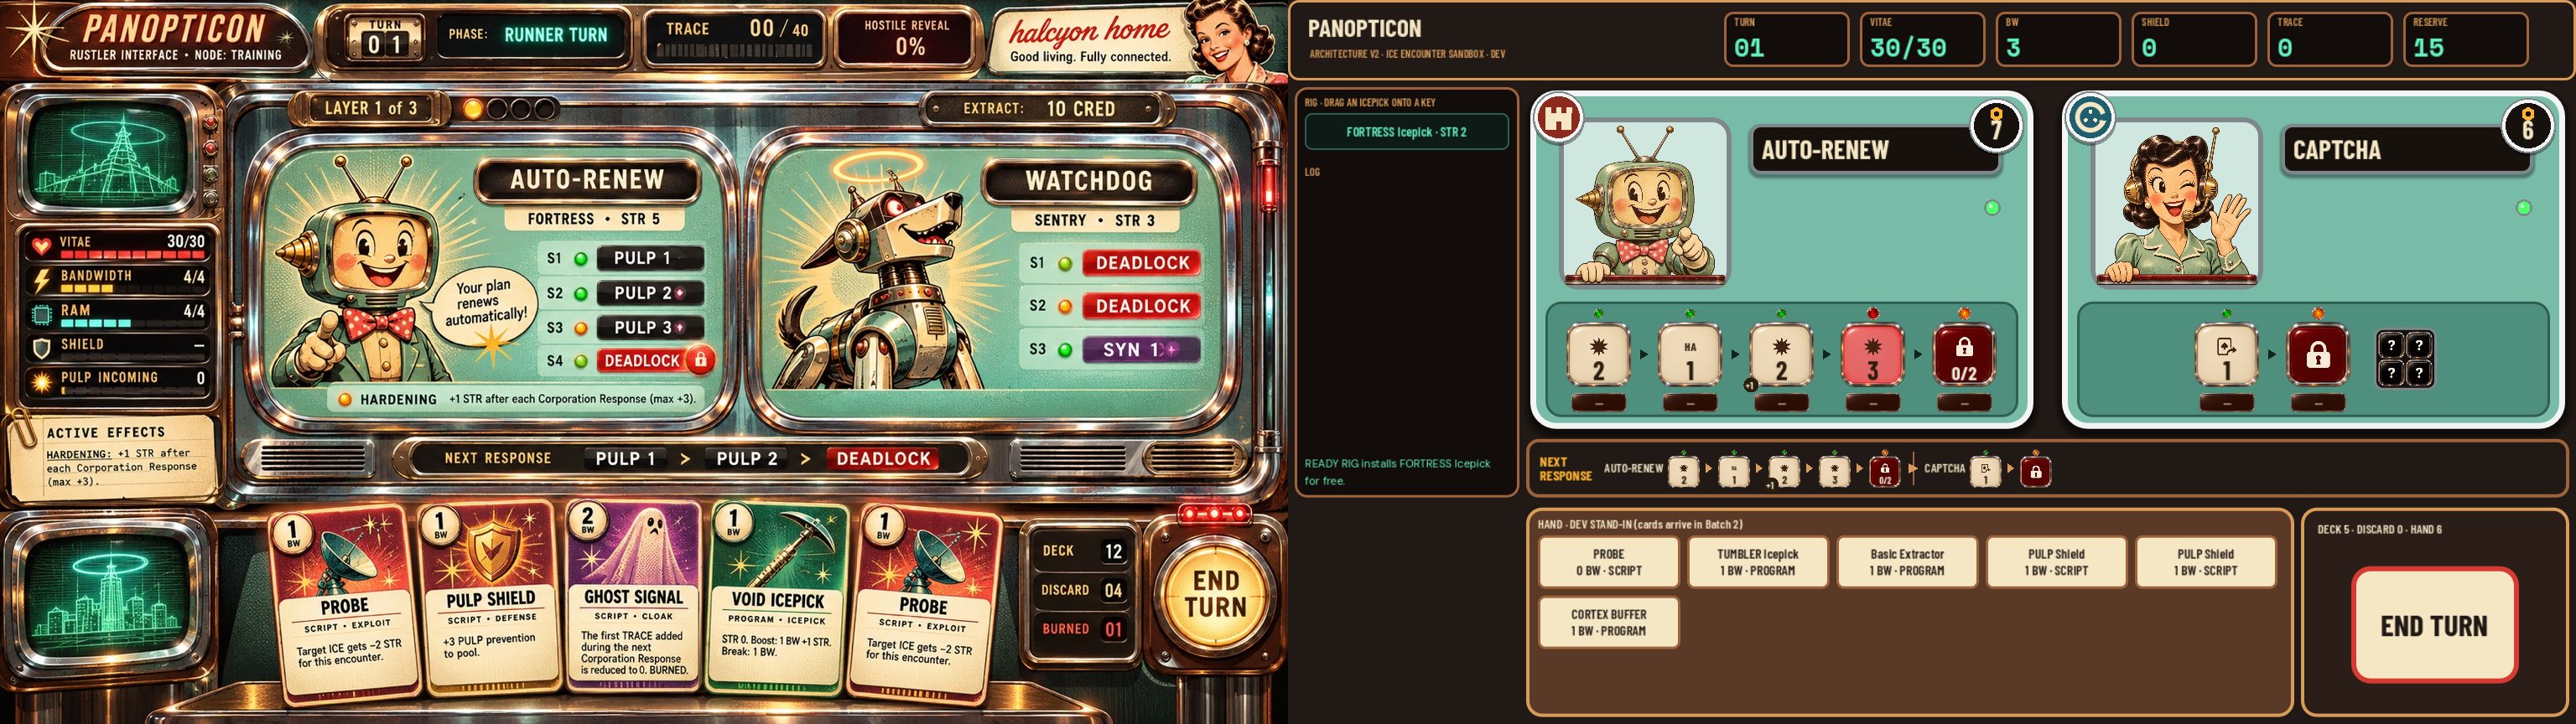 PANOPTICON
RUSTLER INTERFACE • NODE: TRAINING
TURN
01
PHASE: RUNNER TURN
TRACE 00 / 40
HOSTILE REVEAL
0%
halcyon home
Good living. Fully connected.
LAYER 1 of 3
EXTRACT: 10 CRED
VITAE 30/30
BANDWIDTH 4/4
RAM 4/4
SHIELD –
PULP INCOMING 0
ACTIVE EFFECTS
HARDENING: +1 STR after
each Corporation Response
(max +3).
AUTO-RENEW
FORTRESS • STR 5
S1 PULP 1
S2 PULP 2
S3 PULP 3
S4 DEADLOCK
Your plan
renews
automatically!
HARDENING +1 STR after each Corporation Response (max +3).
WATCHDOG
SENTRY • STR 3
S1 DEADLOCK
S2 DEADLOCK
S3 SYN 1
NEXT RESPONSE PULP 1 > PULP 2 > DEADLOCK
1
BW
PROBE
SCRIPT • EXPLOIT
Target ICE gets –2 STR
for this encounter.
1
BW
PULP SHIELD
SCRIPT • DEFENSE
+3 PULP prevention
to pool.
2
BW
GHOST SIGNAL
SCRIPT • CLOAK
The first TRACE added
during the next
Corporation Response
is reduced to 0. BURNED.
1
BW
VOID ICEPICK
PROGRAM • ICEPICK
STR 0. Boost: 1 BW +1 STR.
Break: 1 BW.
1
BW
PROBE
SCRIPT • EXPLOIT
Target ICE gets –2 STR
for this encounter.
DECK 12
DISCARD 04
BURNED 01
END
TURN
PANOPTICON
ARCHITECTURE V2 · ICE ENCOUNTER SANDBOX · DEV
TURN
01
VITAE
30/30
BW
3
SHIELD
0
TRACE
0
RESERVE
15
RIG · DRAG AN ICEPICK ONTO A KEY
FORTRESS Icepick · STR 2
LOG
READY RIG installs FORTRESS Icepick
for free.
AUTO-RENEW
7
2
HA
1
+1
2
3
0/2
– – – – –
CAPTCHA
6
1
? ?
? ?
– –
NEXT
RESPONSE
AUTO-RENEW 2 1 +1 2 3 0/2 CAPTCHA 1
HAND · DEV STAND-IN (cards arrive in Batch 2)
PROBE
0 BW · SCRIPT
TUMBLER Icepick
1 BW · PROGRAM
Basic Extractor
1 BW · PROGRAM
PULP Shield
1 BW · SCRIPT
PULP Shield
1 BW · SCRIPT
CORTEX BUFFER
1 BW · PROGRAM
DECK 5 · DISCARD 0 · HAND 6
END TURN